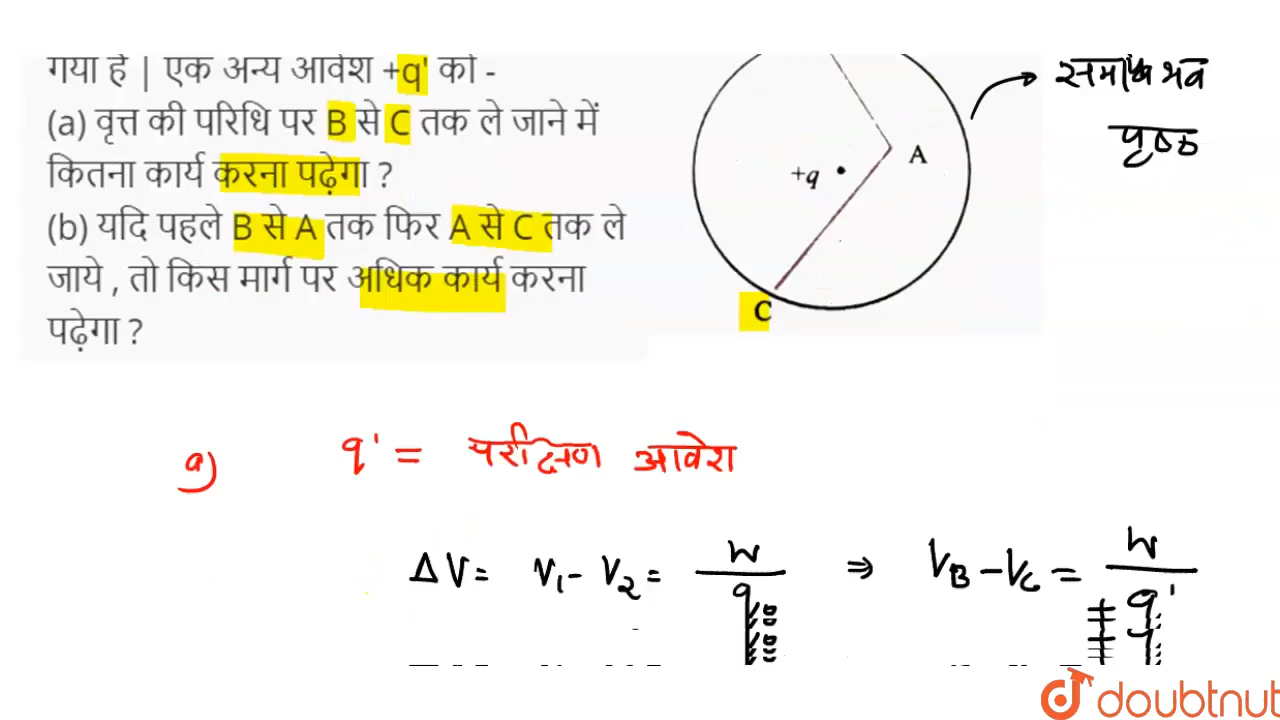 गया है | एक अन्य आवेश +q' को -
(a) वृत्त की परिधि पर B से C तक ले जाने में
कितना कार्य करना पढ़ेगा ?
(b) यदि पहले B से A तक फिर A से C तक ले
जाये , तो किस मार्ग पर अधिक कार्य करना
पढ़ेगा ?
A
+q
C
समविभव
पृष्ठ
a) q' = परीक्षण आवेश
ΔV = V₁ - V₂ = W/q₀ ⇒ V_B - V_C = W/q'
doubtnut